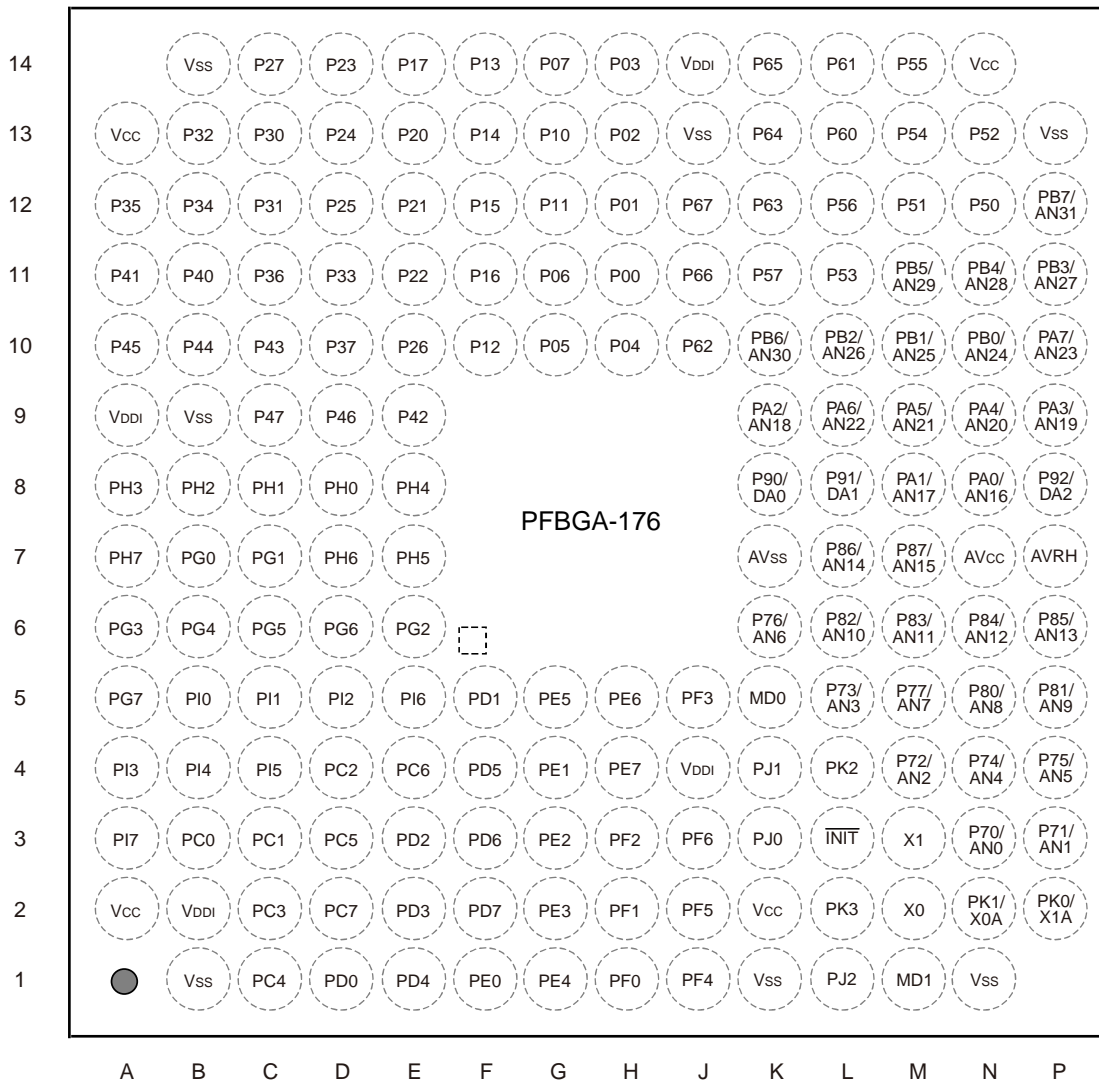 14 Vss P27 P23 P17 P13 P07 P03 VDDI P65 P61 P55 Vcc
13 Vcc P32 P30 P24 P20 P14 P10 P02 Vss P64 P60 P54 P52 Vss
12 P35 P34 P31 P25 P21 P15 P11 P01 P67 P63 P56 P51 P50 PB7/AN31
11 P41 P40 P36 P33 P22 P16 P06 P00 P66 P57 P53 PB5/AN29 PB4/AN28 PB3/AN27
10 P45 P44 P43 P37 P26 P12 P05 P04 P62 PB6/AN30 PB2/AN26 PB1/AN25 PB0/AN24 PA7/AN23
9 VDDI Vss P47 P46 P42 PA2/AN18 PA6/AN22 PA5/AN21 PA4/AN20 PA3/AN19
8 PH3 PH2 PH1 PH0 PH4 P90/DA0 P91/DA1 PA1/AN17 PA0/AN16 P92/DA2
PFBGA-176
7 PH7 PG0 PG1 PH6 PH5 AVss P86/AN14 P87/AN15 AVcc AVRH
6 PG3 PG4 PG5 PG6 PG2 P76/AN6 P82/AN10 P83/AN11 P84/AN12 P85/AN13
5 PG7 PI0 PI1 PI2 PI6 PD1 PE5 PE6 PF3 MD0 P73/AN3 P77/AN7 P80/AN8 P81/AN9
4 PI3 PI4 PI5 PC2 PC6 PD5 PE1 PE7 VDDI PJ1 PK2 P72/AN2 P74/AN4 P75/AN5
3 PI7 PC0 PC1 PC5 PD2 PD6 PE2 PF2 PF6 PJ0 INIT X1 P70/AN0 P71/AN1
2 Vcc VDDI PC3 PC7 PD3 PD7 PE3 PF1 PF5 Vcc PK3 X0 PK1/X0A PK0/X1A
1 Vss PC4 PD0 PD4 PE0 PE4 PF0 PF4 Vss PJ2 MD1 Vss
A B C D E F G H J K L M N P